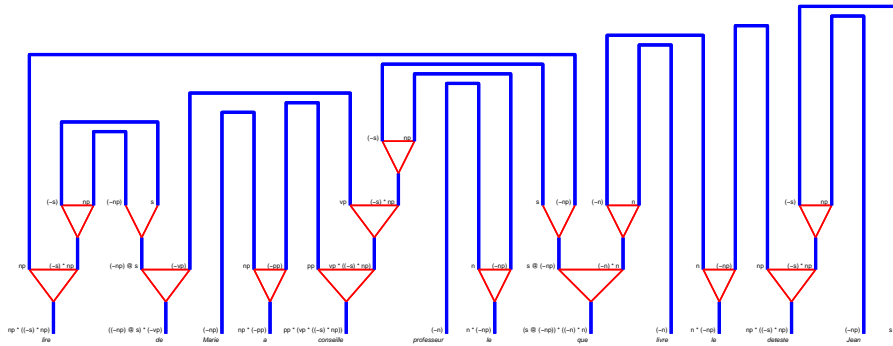 (−s) np
(−s) np (−np) s vp (−s) * np s (−np) (−n) n (−s) np
np (−s) * np (−np) @ s (−vp) np (−pp) pp vp * ((−s) * np) n (−np) s @ (−np) (−n) * n n (−np) np (−s) * np
np * ((−s) * np) ((−np) @ s) * (−vp) (−np) np * (−pp) pp * (vp * ((−s) * np)) (−n) n * (−np) (s @ (−np)) * ((−n) * n) (−n) n * (−np) np * ((−s) * np) (−np) s
lire de Marie a conseille professeur le que livre le deteste Jean